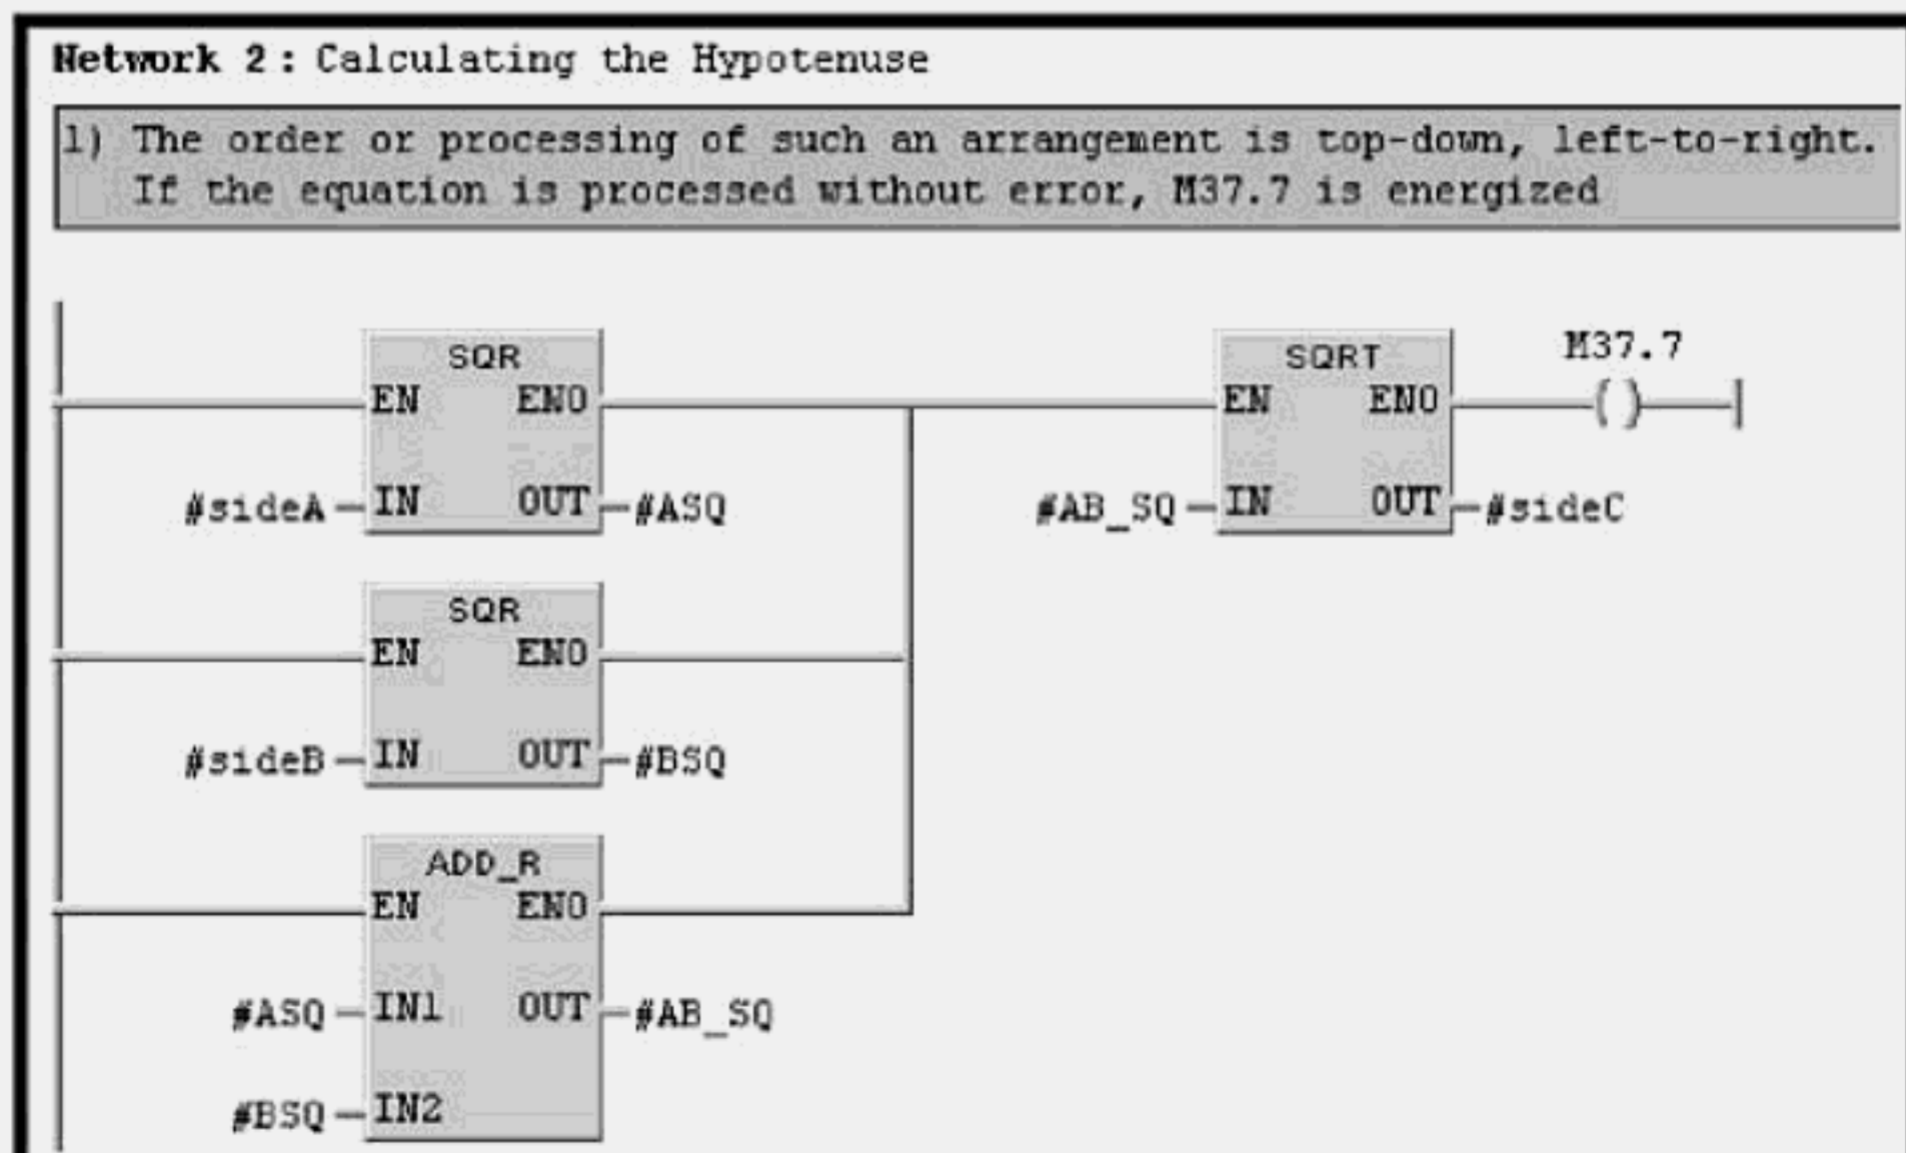 Network 2: Calculating the Hypotenuse
1) The order or processing of such an arrangement is top-down, left-to-right.
If the equation is processed without error, M37.7 is energized
SQR
SQRT
M37.7
EN ENO
EN ENO
( )
#sideA IN OUT #ASQ
#AB_SQ IN OUT #sideC
SQR
EN ENO
#sideB IN OUT #BSQ
ADD_R
EN ENO
#ASQ IN1 OUT #AB_SQ
#BSQ IN2